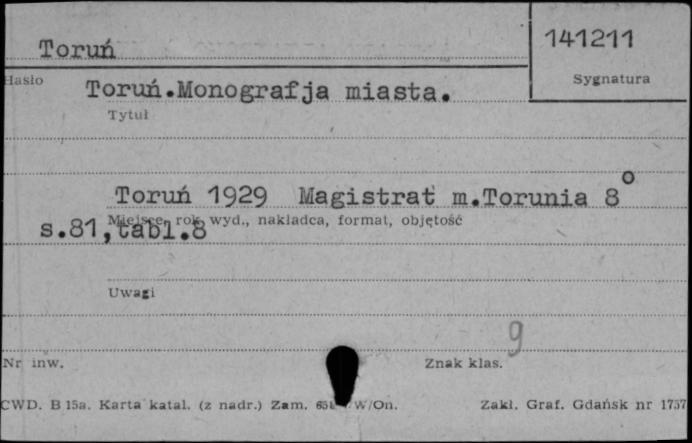 Toruń
141211
Hasło
Sygnatura
Toruń.Monografja miasta.
Tytuł
Toruń 1929 Magistrat m.Torunia 8°
Miejsce, rok wyd., nakładca, format, objętość
s.81,tabl.8
Uwagi
9
Nr inw.
Znak klas.
CWD. B 15a. Karta katal. (z nadr.) Zam. W/On.
Zakł. Graf. Gdańsk nr 1757